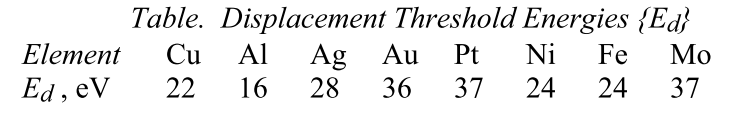 Table. Displacement Threshold Energies {Ed}
Element Cu Al Ag Au Pt Ni Fe Mo
Ed , eV 22 16 28 36 37 24 24 37